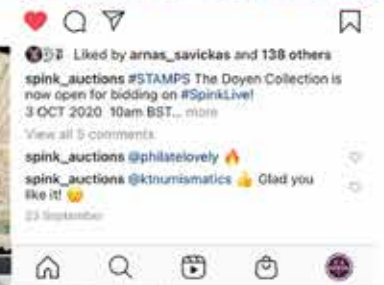 Liked by arnas_savickas and 138 others
spink_auctions #STAMPS The Doyen Collection is
now open for bidding on #SpinkLive!
3 OCT 2020 10am BST... more
View all 5 comments
spink_auctions @philatelovely 🔥
spink_auctions @ktnumismatics 👍 Glad you
like it! 😉
23 September